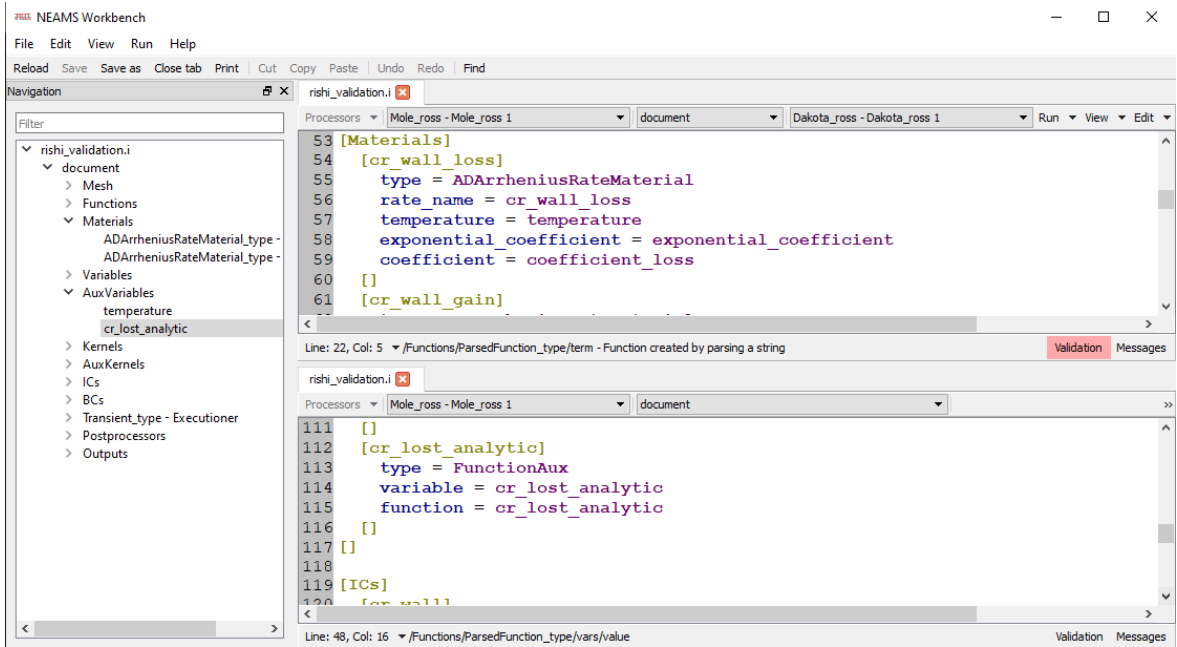 NEAMS Workbench
File Edit View Run Help
Reload Save Save as Close tab Print Cut Copy Paste Undo Redo Find
Navigation
Filter
rishi_validation.i
document
Mesh
Functions
Materials
ADArrheniusRateMaterial_type -
ADArrheniusRateMaterial_type -
Variables
AuxVariables
temperature
cr_lost_analytic
Kernels
AuxKernels
ICs
BCs
Transient_type - Executioner
Postprocessors
Outputs
rishi_validation.i
Processors Mole_ross - Mole_ross 1 document Dakota_ross - Dakota_ross 1 Run View Edit
53 [Materials]
54 [cr_wall_loss]
55 type = ADArrheniusRateMaterial
56 rate_name = cr_wall_loss
57 temperature = temperature
58 exponential_coefficient = exponential_coefficient
59 coefficient = coefficient_loss
60 []
61 [cr_wall_gain]
Line: 22, Col: 5 /Functions/ParsedFunction_type/term - Function created by parsing a string Validation Messages
rishi_validation.i
Processors Mole_ross - Mole_ross 1 document »
111 []
112 [cr_lost_analytic]
113 type = FunctionAux
114 variable = cr_lost_analytic
115 function = cr_lost_analytic
116 []
117 []
118
119 [ICs]
120 [cr_wall]
Line: 48, Col: 16 /Functions/ParsedFunction_type/vars/value Validation Messages